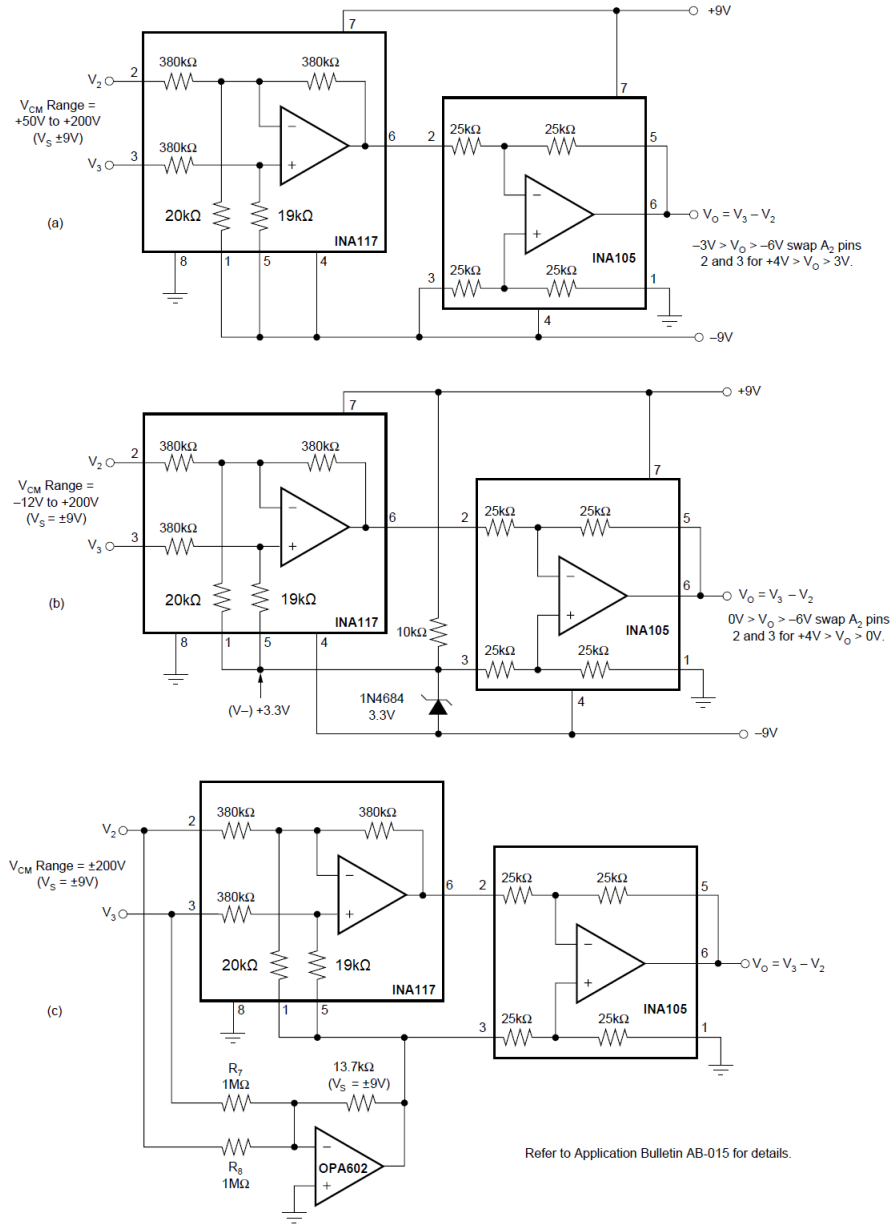 +9V
7
380kΩ
380kΩ
V2
2
7
VCM Range =
+50V to +200V
(VS ±9V)
25kΩ
25kΩ
6
2
5
380kΩ
V3
3
6
VO = V3 – V2
20kΩ
19kΩ
(a)
–3V > VO > –6V swap A2 pins
2 and 3 for +4V > VO > 3V.
INA117
INA105
25kΩ
25kΩ
3
1
8
1
5
4
4
–9V
+9V
7
380kΩ
380kΩ
V2
2
7
VCM Range =
–12V to +200V
(VS = ±9V)
25kΩ
25kΩ
6
2
5
380kΩ
V3
3
6
VO = V3 – V2
20kΩ
19kΩ
(b)
0V > VO > –6V swap A2 pins
2 and 3 for +4V > VO > 0V.
INA117
10kΩ
INA105
25kΩ
25kΩ
3
1
8
1
5
4
(V–) +3.3V
1N4684
3.3V
4
–9V
380kΩ
380kΩ
V2
2
VCM Range = ±200V
(VS = ±9V)
25kΩ
25kΩ
6
2
5
380kΩ
V3
3
6
VO = V3 – V2
20kΩ
19kΩ
INA117
(c)
INA105
25kΩ
25kΩ
8
1
5
3
1
R7
1MΩ
13.7kΩ
(VS = ±9V)
R8
1MΩ
OPA602
Refer to Application Bulletin AB-015 for details.